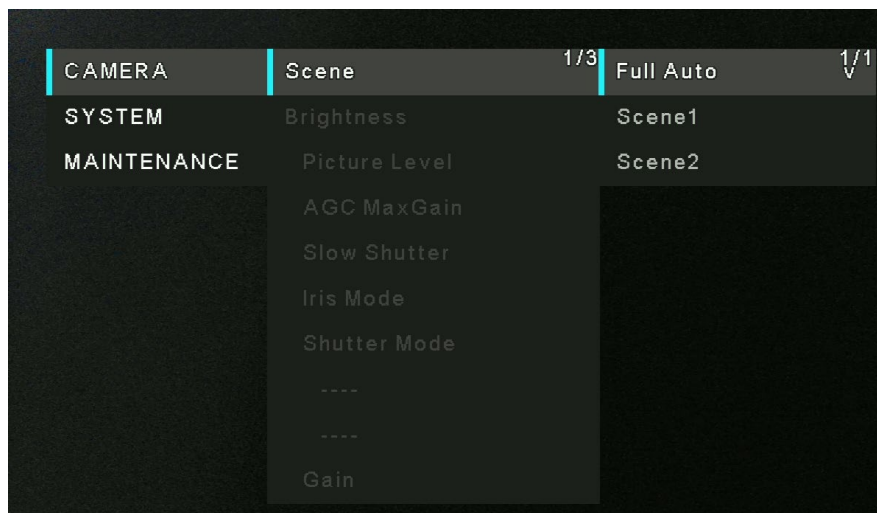 CAMERA
SYSTEM
MAINTENANCE
Scene 1/3
Brightness
Picture Level
AGC MaxGain
Slow Shutter
Iris Mode
Shutter Mode
----
----
Gain
Full Auto 1/1
v
Scene1
Scene2